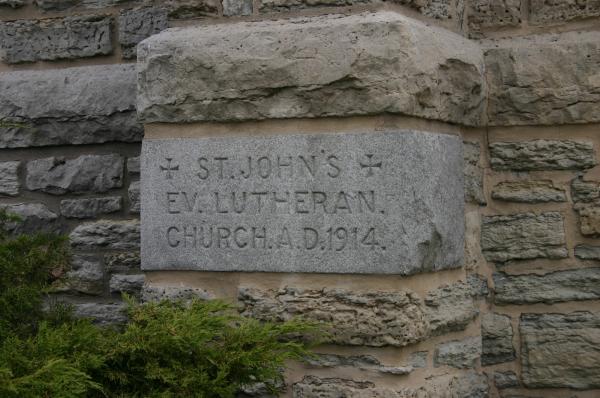 ✠ ST. JOHN'S ✠
EV. LUTHERAN.
CHURCH. A.D. 1914.